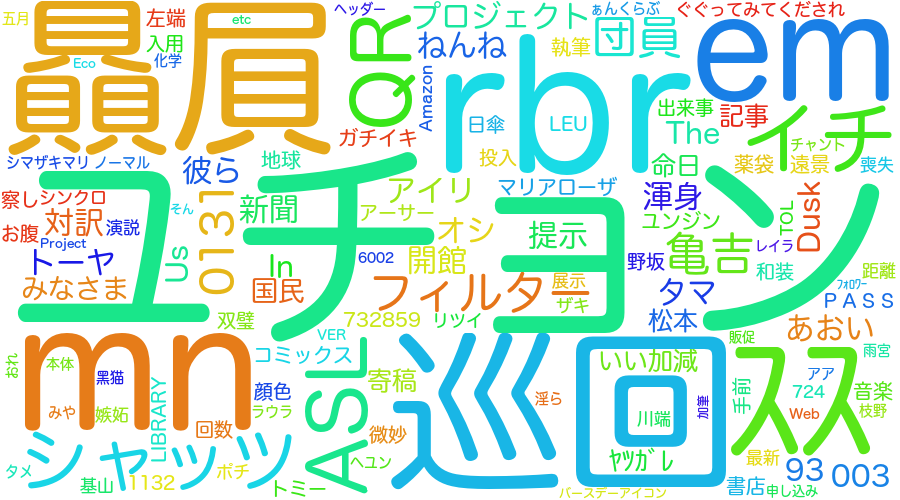 五月
左端
etc
ヘッダー
贔屓
入用
Eco
化学
QR
プロジェクト
ぁんくらぶ
ぐぐってみてくだされ
ねんね
執筆
団員
em
rbr
Amazon
日傘
LEU
出来事
記事
The
イチ
チャント
シマザキマリ
ノーマル
彼ら
地球
ガチイキ
投入
命日
薬袋
遠景
喪失
察し
シンクロ
ユチョン
アイリ
マリアローザ
渾身
TOL
Dusk
お腹
対訳
演説
そん
0131
新聞
アーサー
オシ
提示
ユンジン
亀吉
レイラ
Project
トーヤ
Us
In
6002
開館
野坂
和装
距離
みなさま
国民
フィルター
展示
ザキ
タマ
フォロワー
PASS
双璧
732859
リツイ
松本
あおい
販促
VER
mn
コミックス
ASL
巡回
いい加減
スス
雨宮
おれ
本体
黒猫
LIBRARY
顔色
寄稿
アア
手前
724
音楽
みや
嫉妬
ラウラ
淫ら
川端
加筆
Web
枝野
シャッツ
回数
微妙
ヤツガレ
最新
93
003
タメ
基山
1132
ポチ
ヘユン
トミー
バースデーアイコン
書店
申し込み